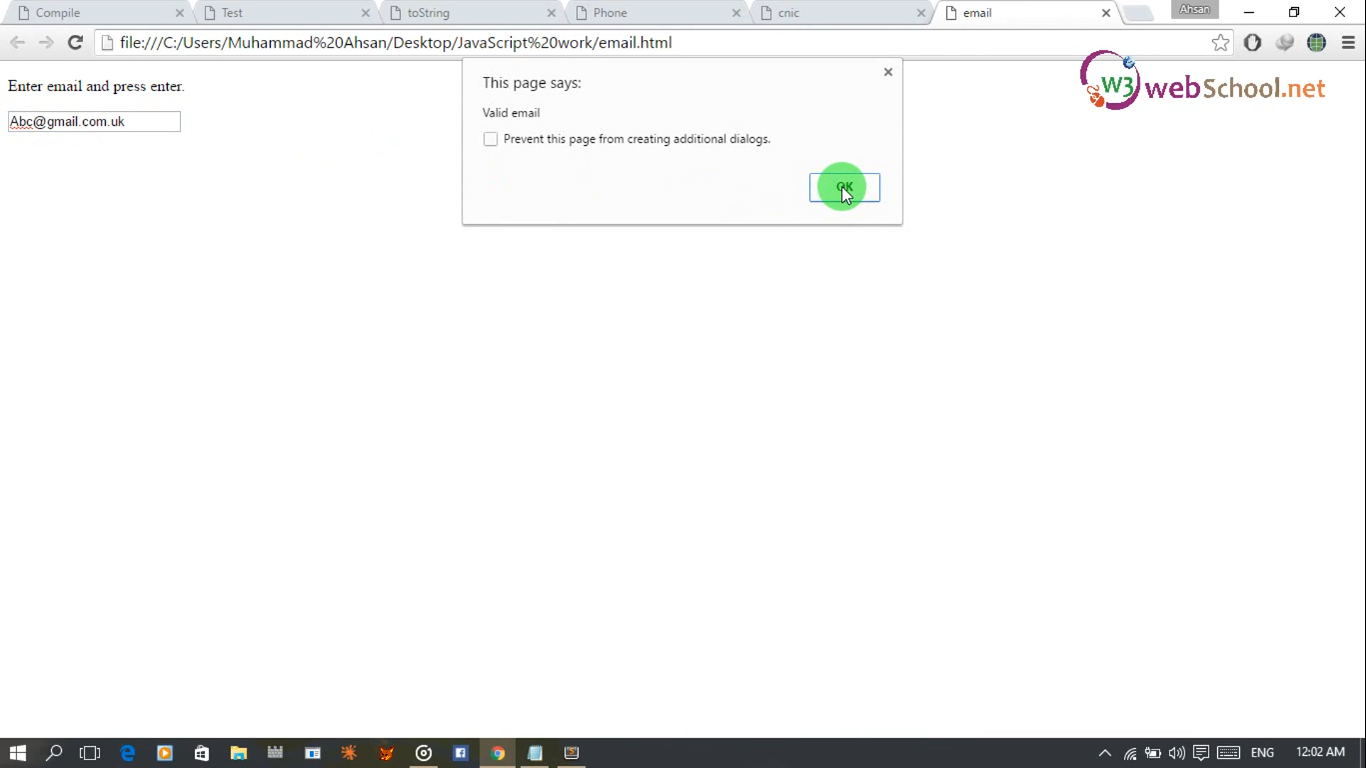 Compile
Test
toString
Phone
cnic
email
Ahsan
file:///C:/Users/Muhammad%20Ahsan/Desktop/JavaScript%20work/email.html
W3 webSchool.net
Enter email and press enter.
Abc@gmail.com.uk
This page says:
Valid email
Prevent this page from creating additional dialogs.
OK
ENG
12:02 AM